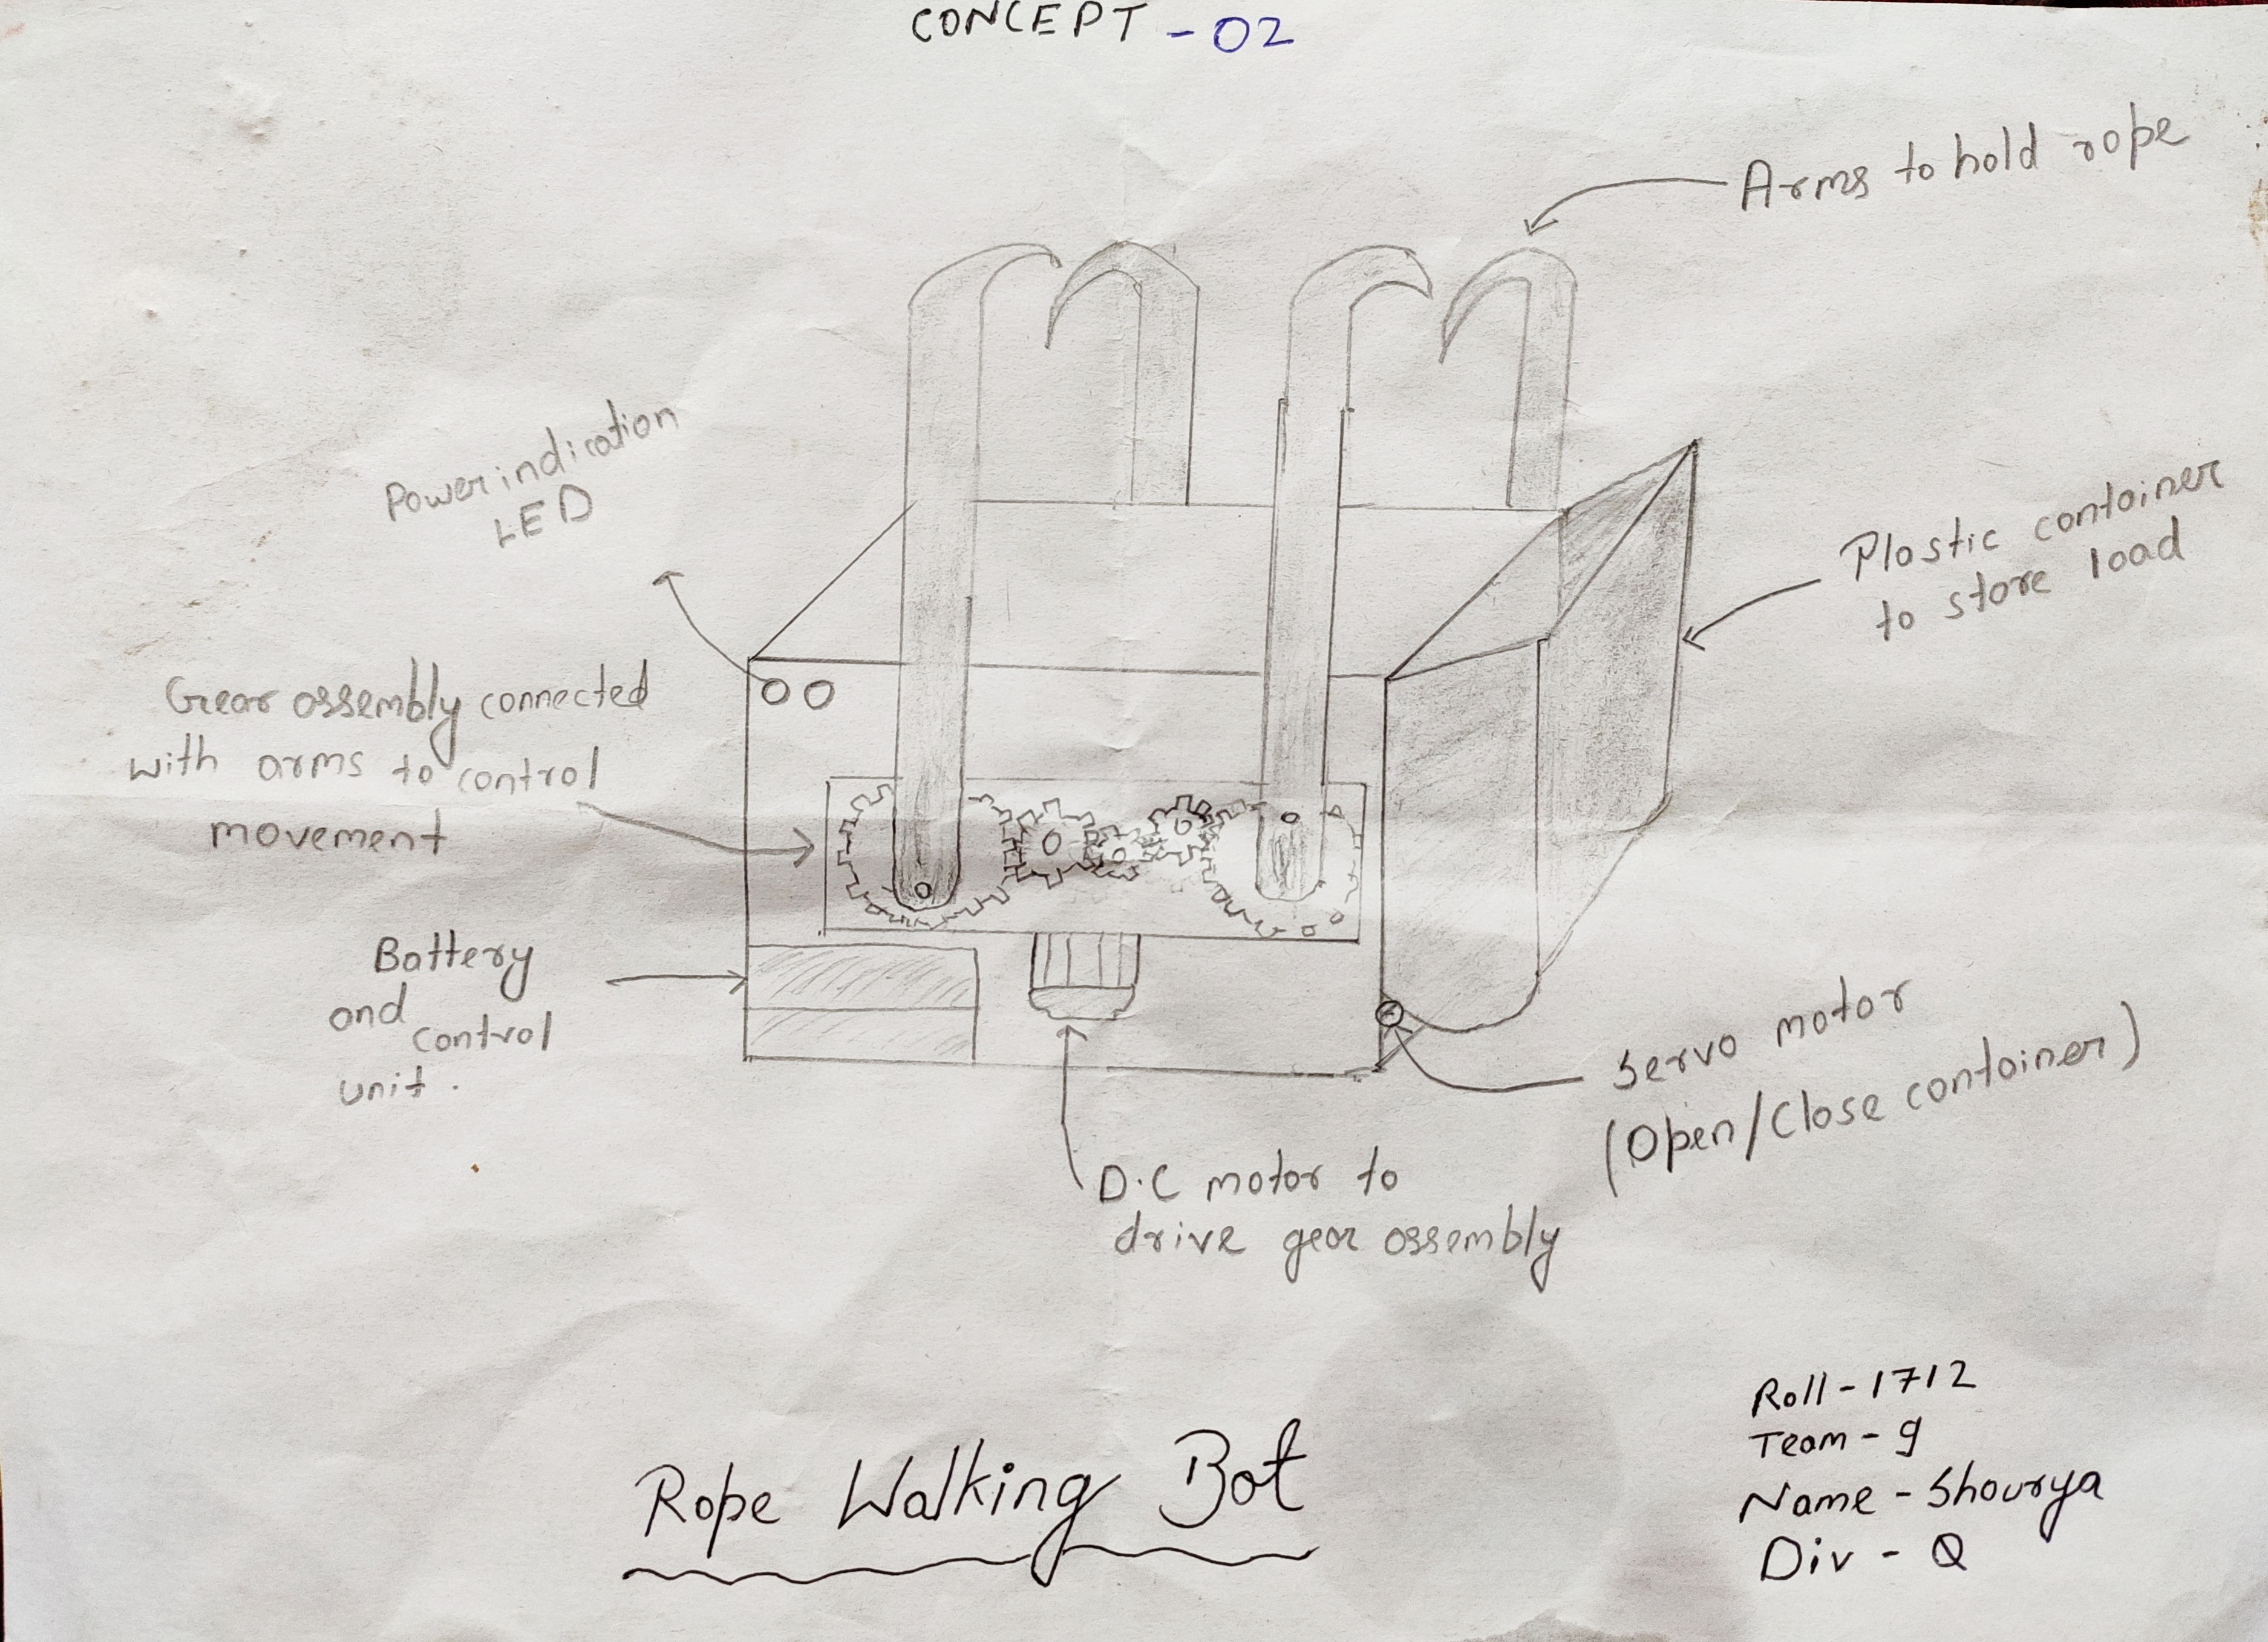 CONCEPT - 02
Arms to hold rope
Power indication
LED
Plastic container
to store load
Gear assembly connected
with arms to control
movement
Battery
and
control
unit.
Servo motor
(Open/Close container)
D.C motor to
drive gear assembly
Rope Walking Bot
Roll - 1712
Team - 9
Name - Shourya
Div - Q